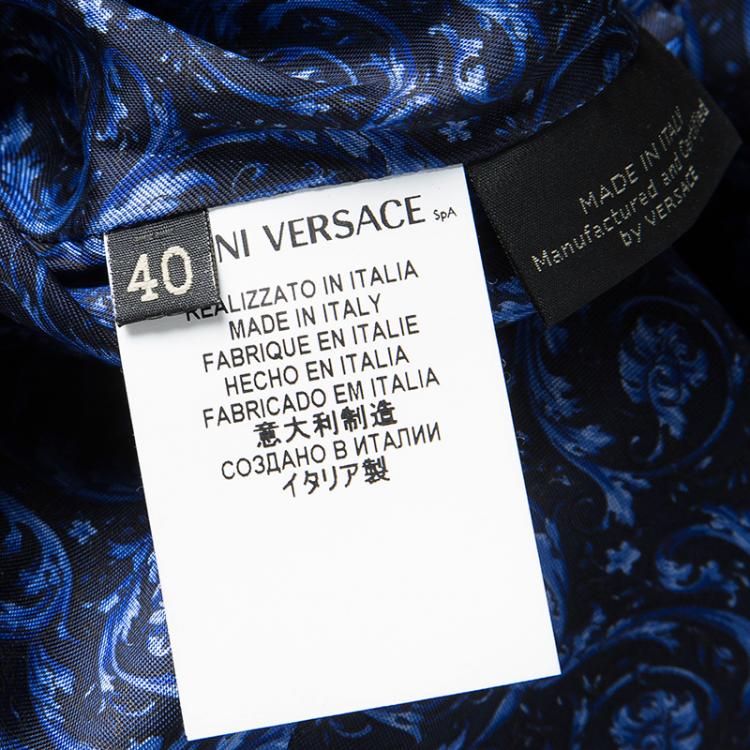 40
NI VERSACE SpA
REALIZZATO IN ITALIA
MADE IN ITALY
FABRIQUE EN ITALIE
HECHO EN ITALIA
FABRICADO EM ITALIA
意大利制造
СОЗДАНО В ИТАЛИИ
イタリア製
MADE IN ITALY
Manufactured and Certified
by VERSACE